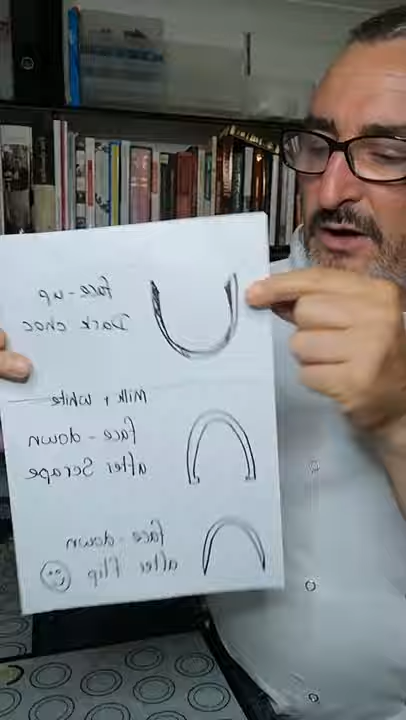 face-up
Dark choc
Milk + White
face-down
after Scrape
face-down
after Flip